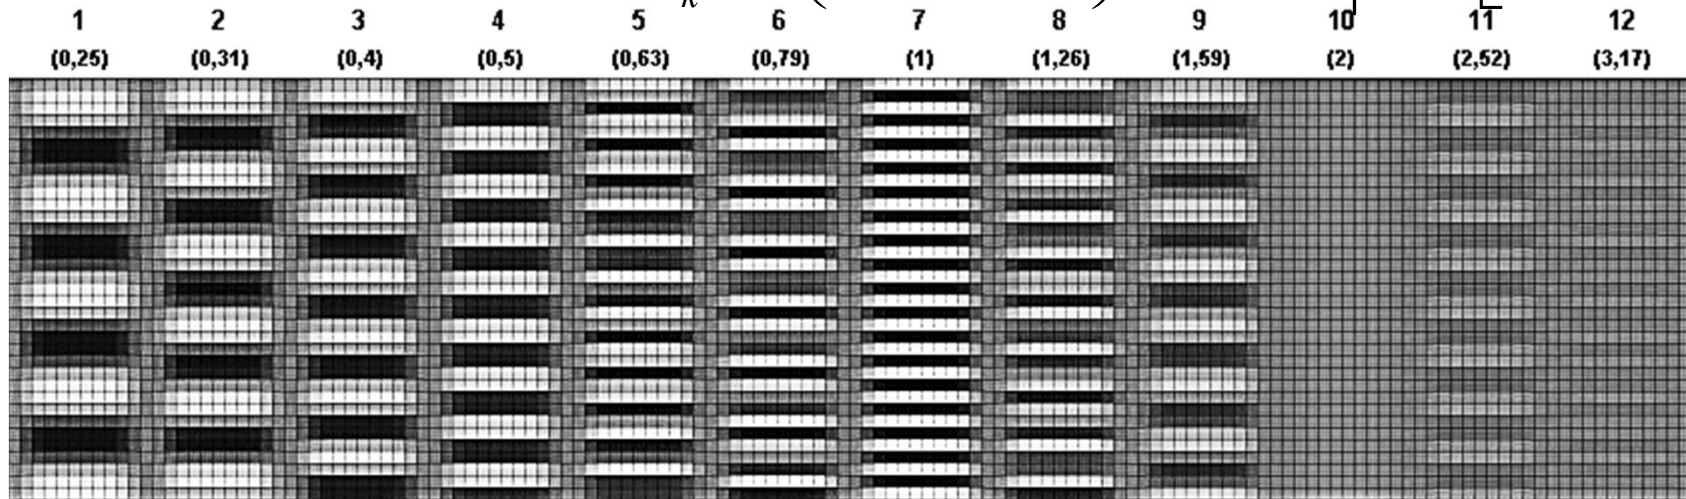 k (        )
1 2 3 4 5 6 7 8 9 10 11 12
(0,25) (0,31) (0,4) (0,5) (0,63) (0,79) (1) (1,26) (1,59) (2) (2,52) (3,17)